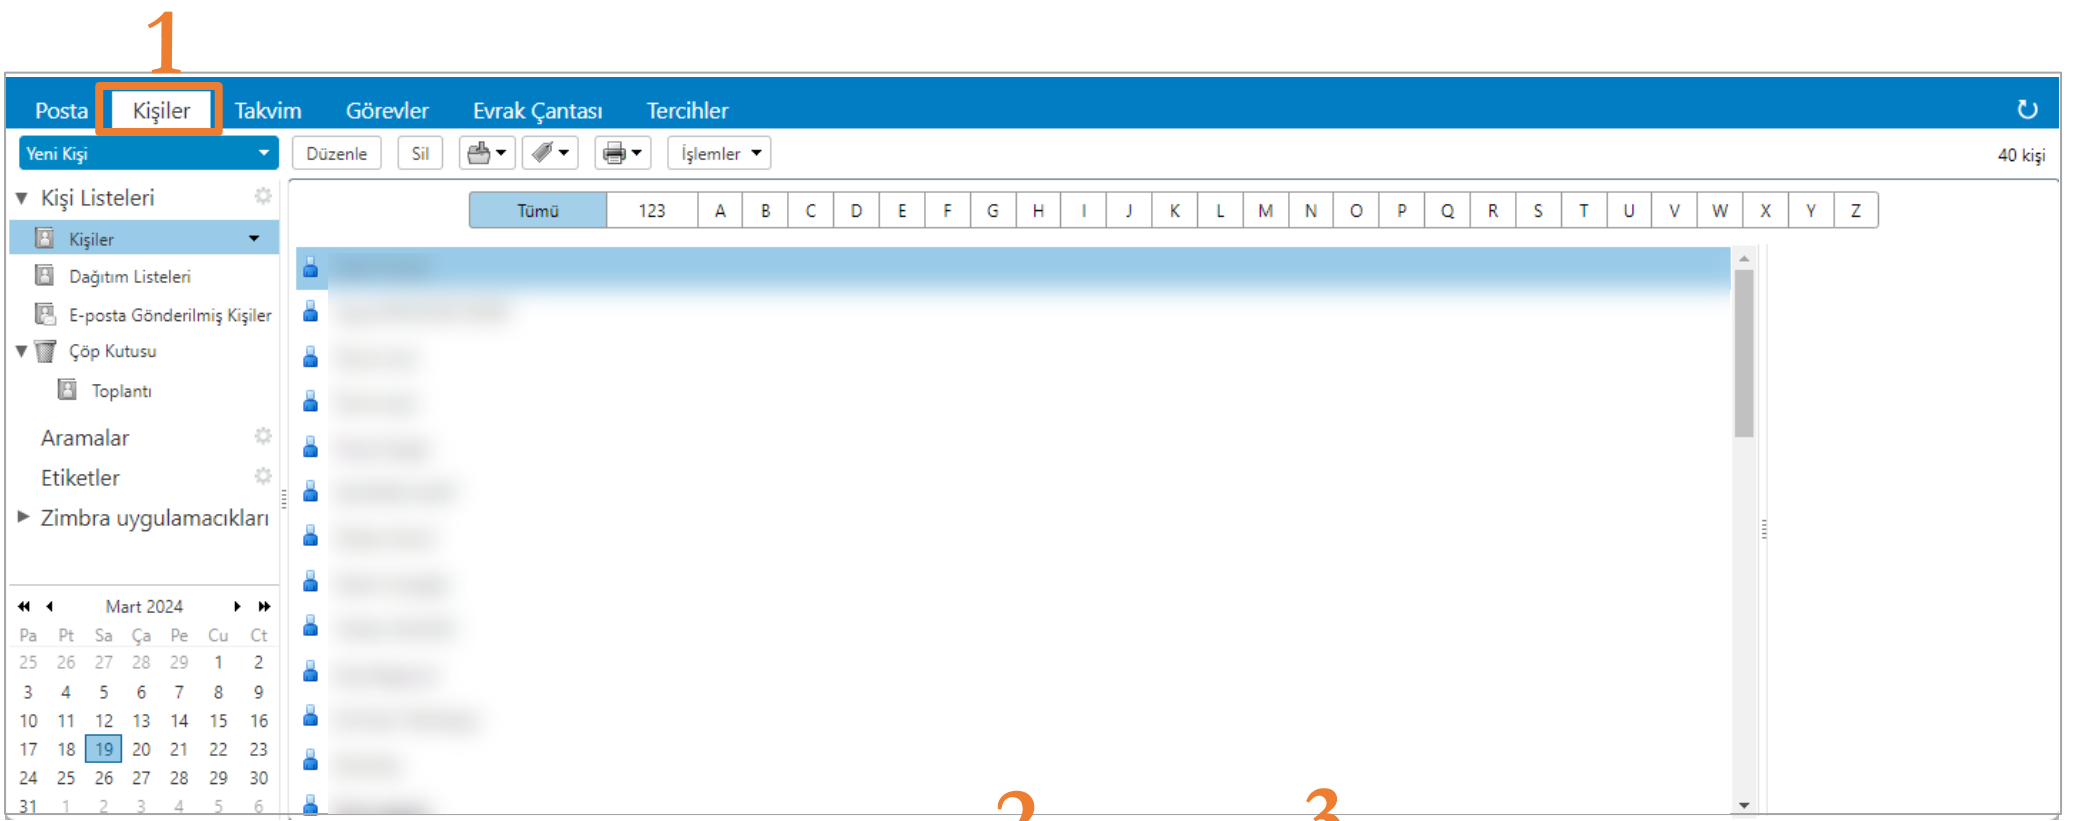 1
Posta Kişiler Takvim Görevler Evrak Çantası Tercihler
Yeni Kişi Düzenle Sil İşlemler 40 kişi
Kişi Listeleri
Tümü 123 A B C D E F G H I J K L M N O P Q R S T U V W X Y Z
Kişiler
Dağıtım Listeleri
E-posta Gönderilmiş Kişiler
Çöp Kutusu
Toplantı
Aramalar
Etiketler
Zimbra uygulamacıkları
Mart 2024
Pa Pt Sa Ça Pe Cu Ct
25 26 27 28 29 1 2
3 4 5 6 7 8 9
10 11 12 13 14 15 16
17 18 19 20 21 22 23
24 25 26 27 28 29 30
31 1 2 3 4 5 6
2 3